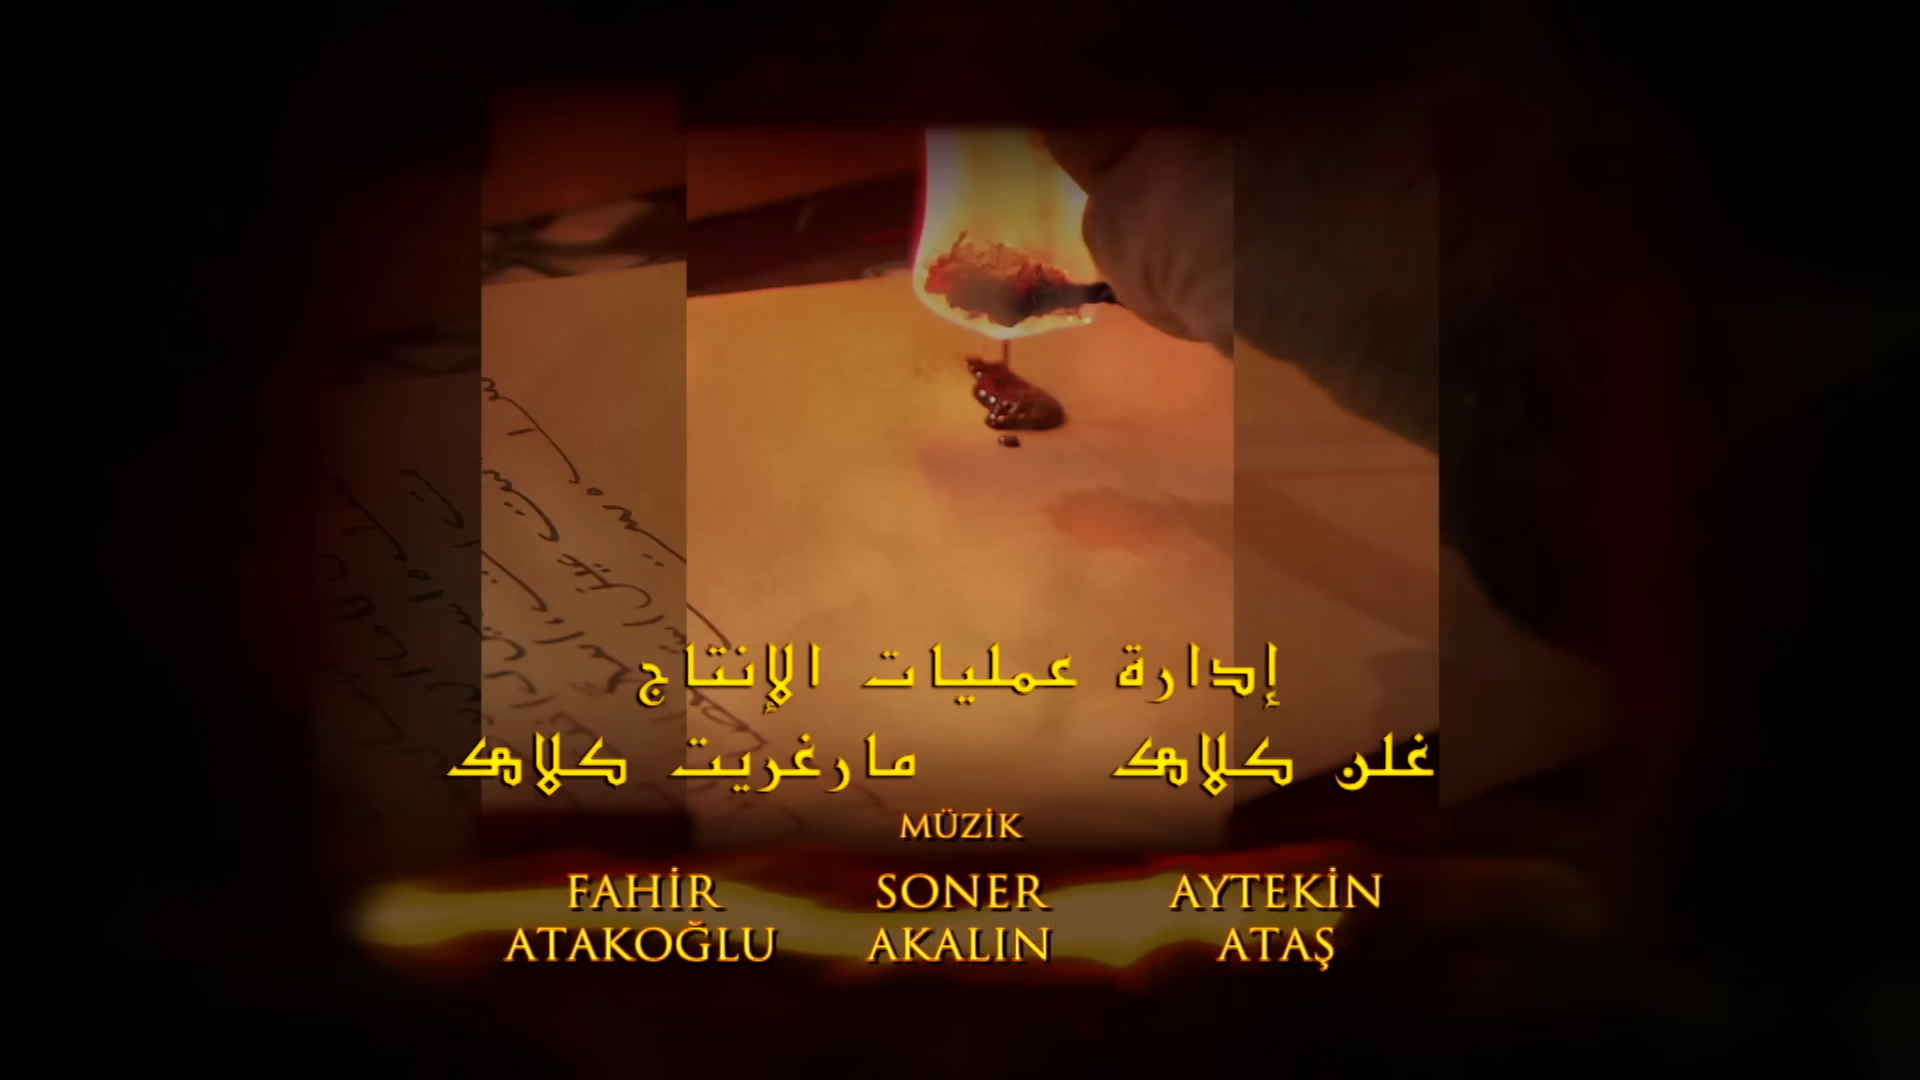 إدارة عمليات الإنتاج
غلن كلاك مارغريت كلاك
MÜZİK
FAHİR SONER AYTEKİN
ATAKOĞLU AKALIN ATAŞ